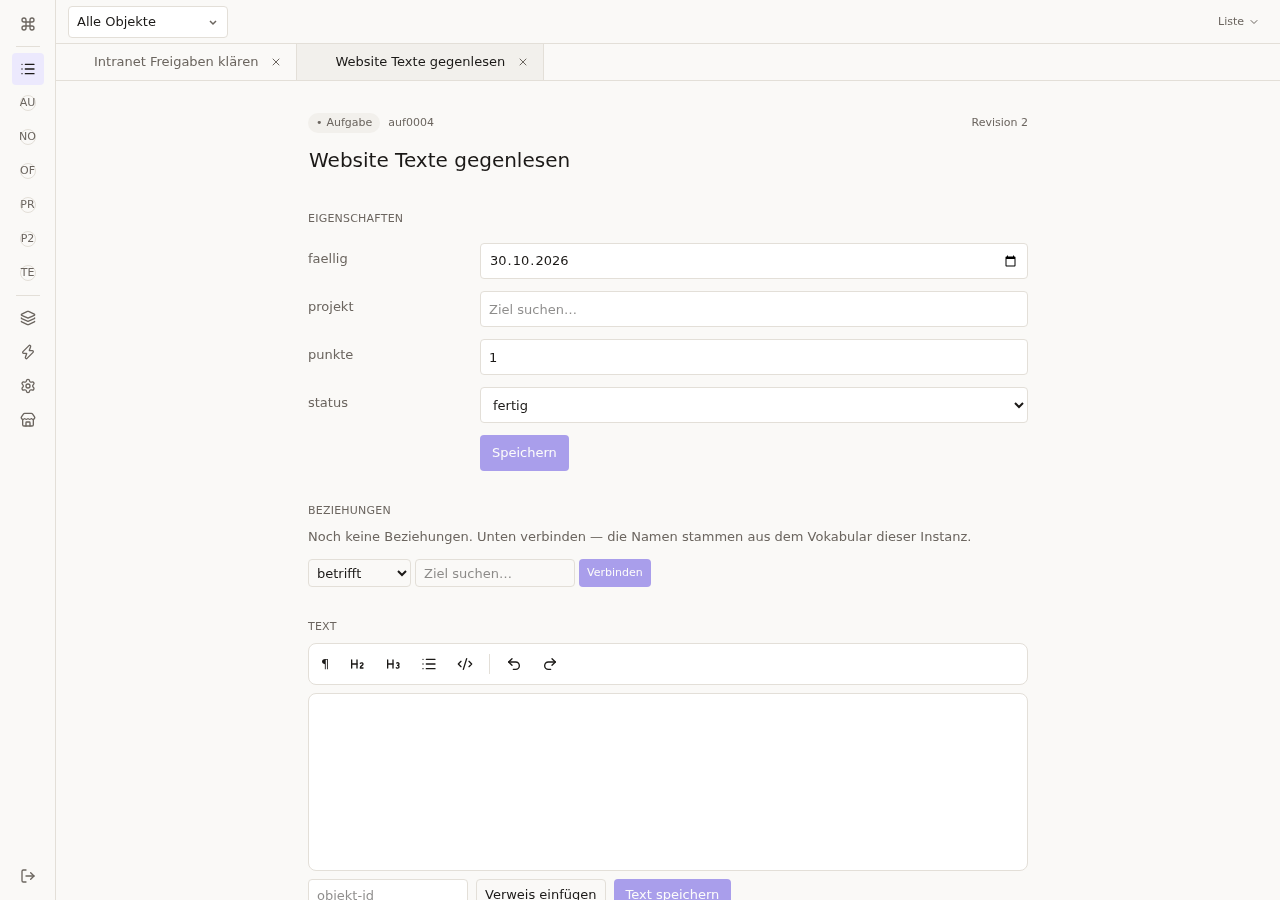 Alle Objekte
Liste
Intranet Freigaben klären
Website Texte gegenlesen
AU
NO
OF
PR
P2
TE
• Aufgabe auf0004 Revision 2
Website Texte gegenlesen
EIGENSCHAFTEN
faellig 30.10.2026
projekt Ziel suchen…
punkte 1
status fertig
Speichern
BEZIEHUNGEN
Noch keine Beziehungen. Unten verbinden — die Namen stammen aus dem Vokabular dieser Instanz.
betrifft Ziel suchen… Verbinden
TEXT
¶ H2 H3
objekt-id Verweis einfügen Text speichern